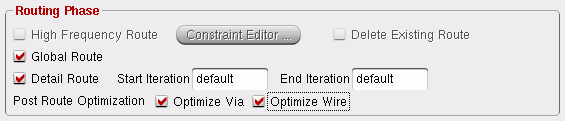 Routing Phase
High Frequency Route Constraint Editor ... Delete Existing Route
Global Route
Detail Route Start Iteration default End Iteration default
Post Route Optimization Optimize Via Optimize Wire